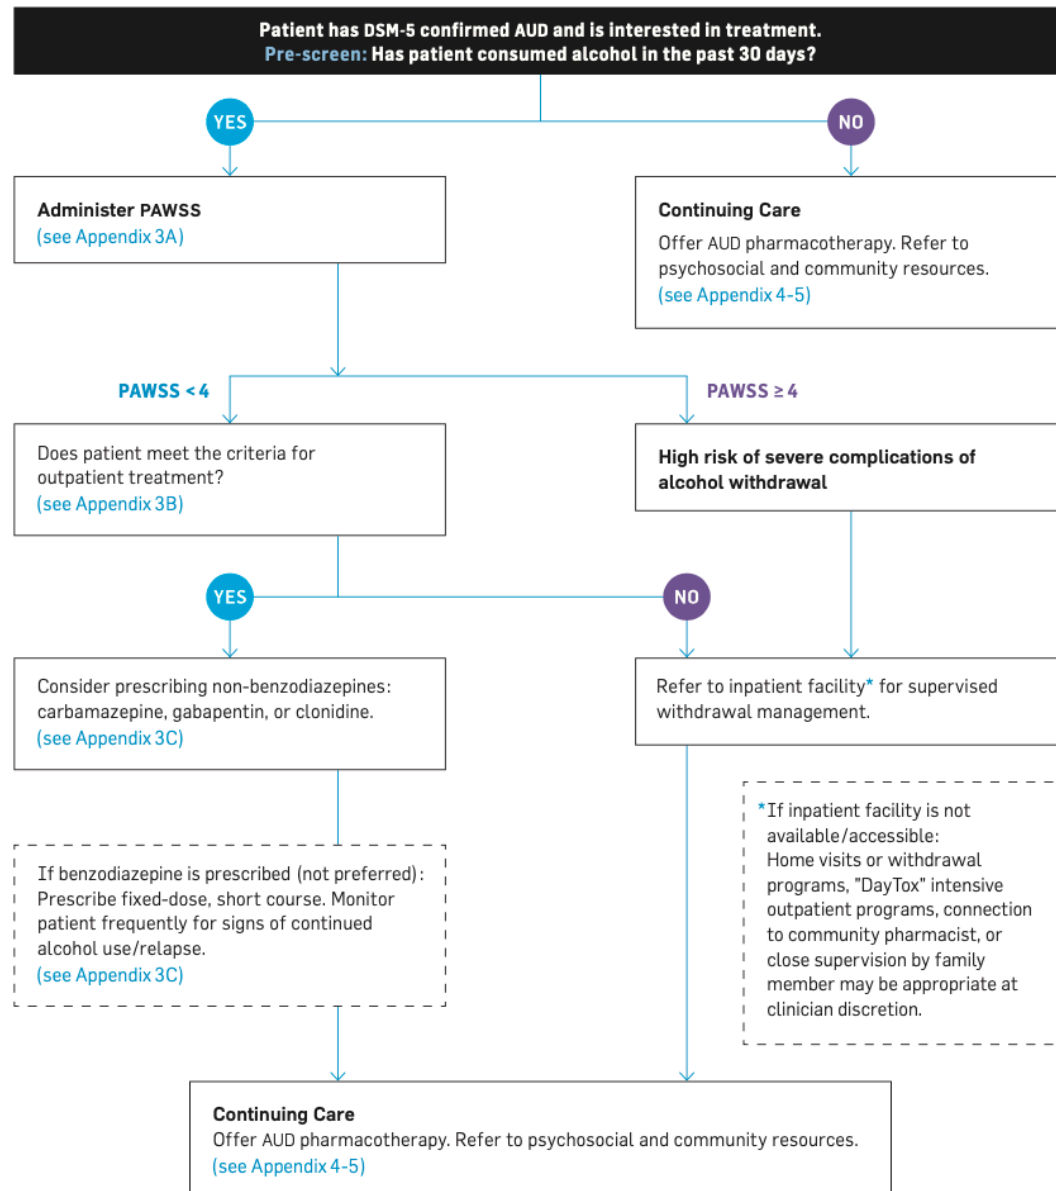 Patient has DSM-5 confirmed AUD and is interested in treatment.
Pre-screen: Has patient consumed alcohol in the past 30 days?
YES
NO
Administer PAWSS
(see Appendix 3A)
Continuing Care
Offer AUD pharmacotherapy. Refer to
psychosocial and community resources.
(see Appendix 4-5)
PAWSS < 4
PAWSS ≥ 4
Does patient meet the criteria for
outpatient treatment?
(see Appendix 3B)
High risk of severe complications of
alcohol withdrawal
YES
NO
Consider prescribing non-benzodiazepines:
carbamazepine, gabapentin, or clonidine.
(see Appendix 3C)
Refer to inpatient facility* for supervised
withdrawal management.
If benzodiazepine is prescribed (not preferred):
Prescribe fixed-dose, short course. Monitor
patient frequently for signs of continued
alcohol use/relapse.
(see Appendix 3C)
*If inpatient facility is not
available/accessible:
Home visits or withdrawal
programs, "DayTox" intensive
outpatient programs, connection
to community pharmacist, or
close supervision by family
member may be appropriate at
clinician discretion.
Continuing Care
Offer AUD pharmacotherapy. Refer to psychosocial and community resources.
(see Appendix 4-5)